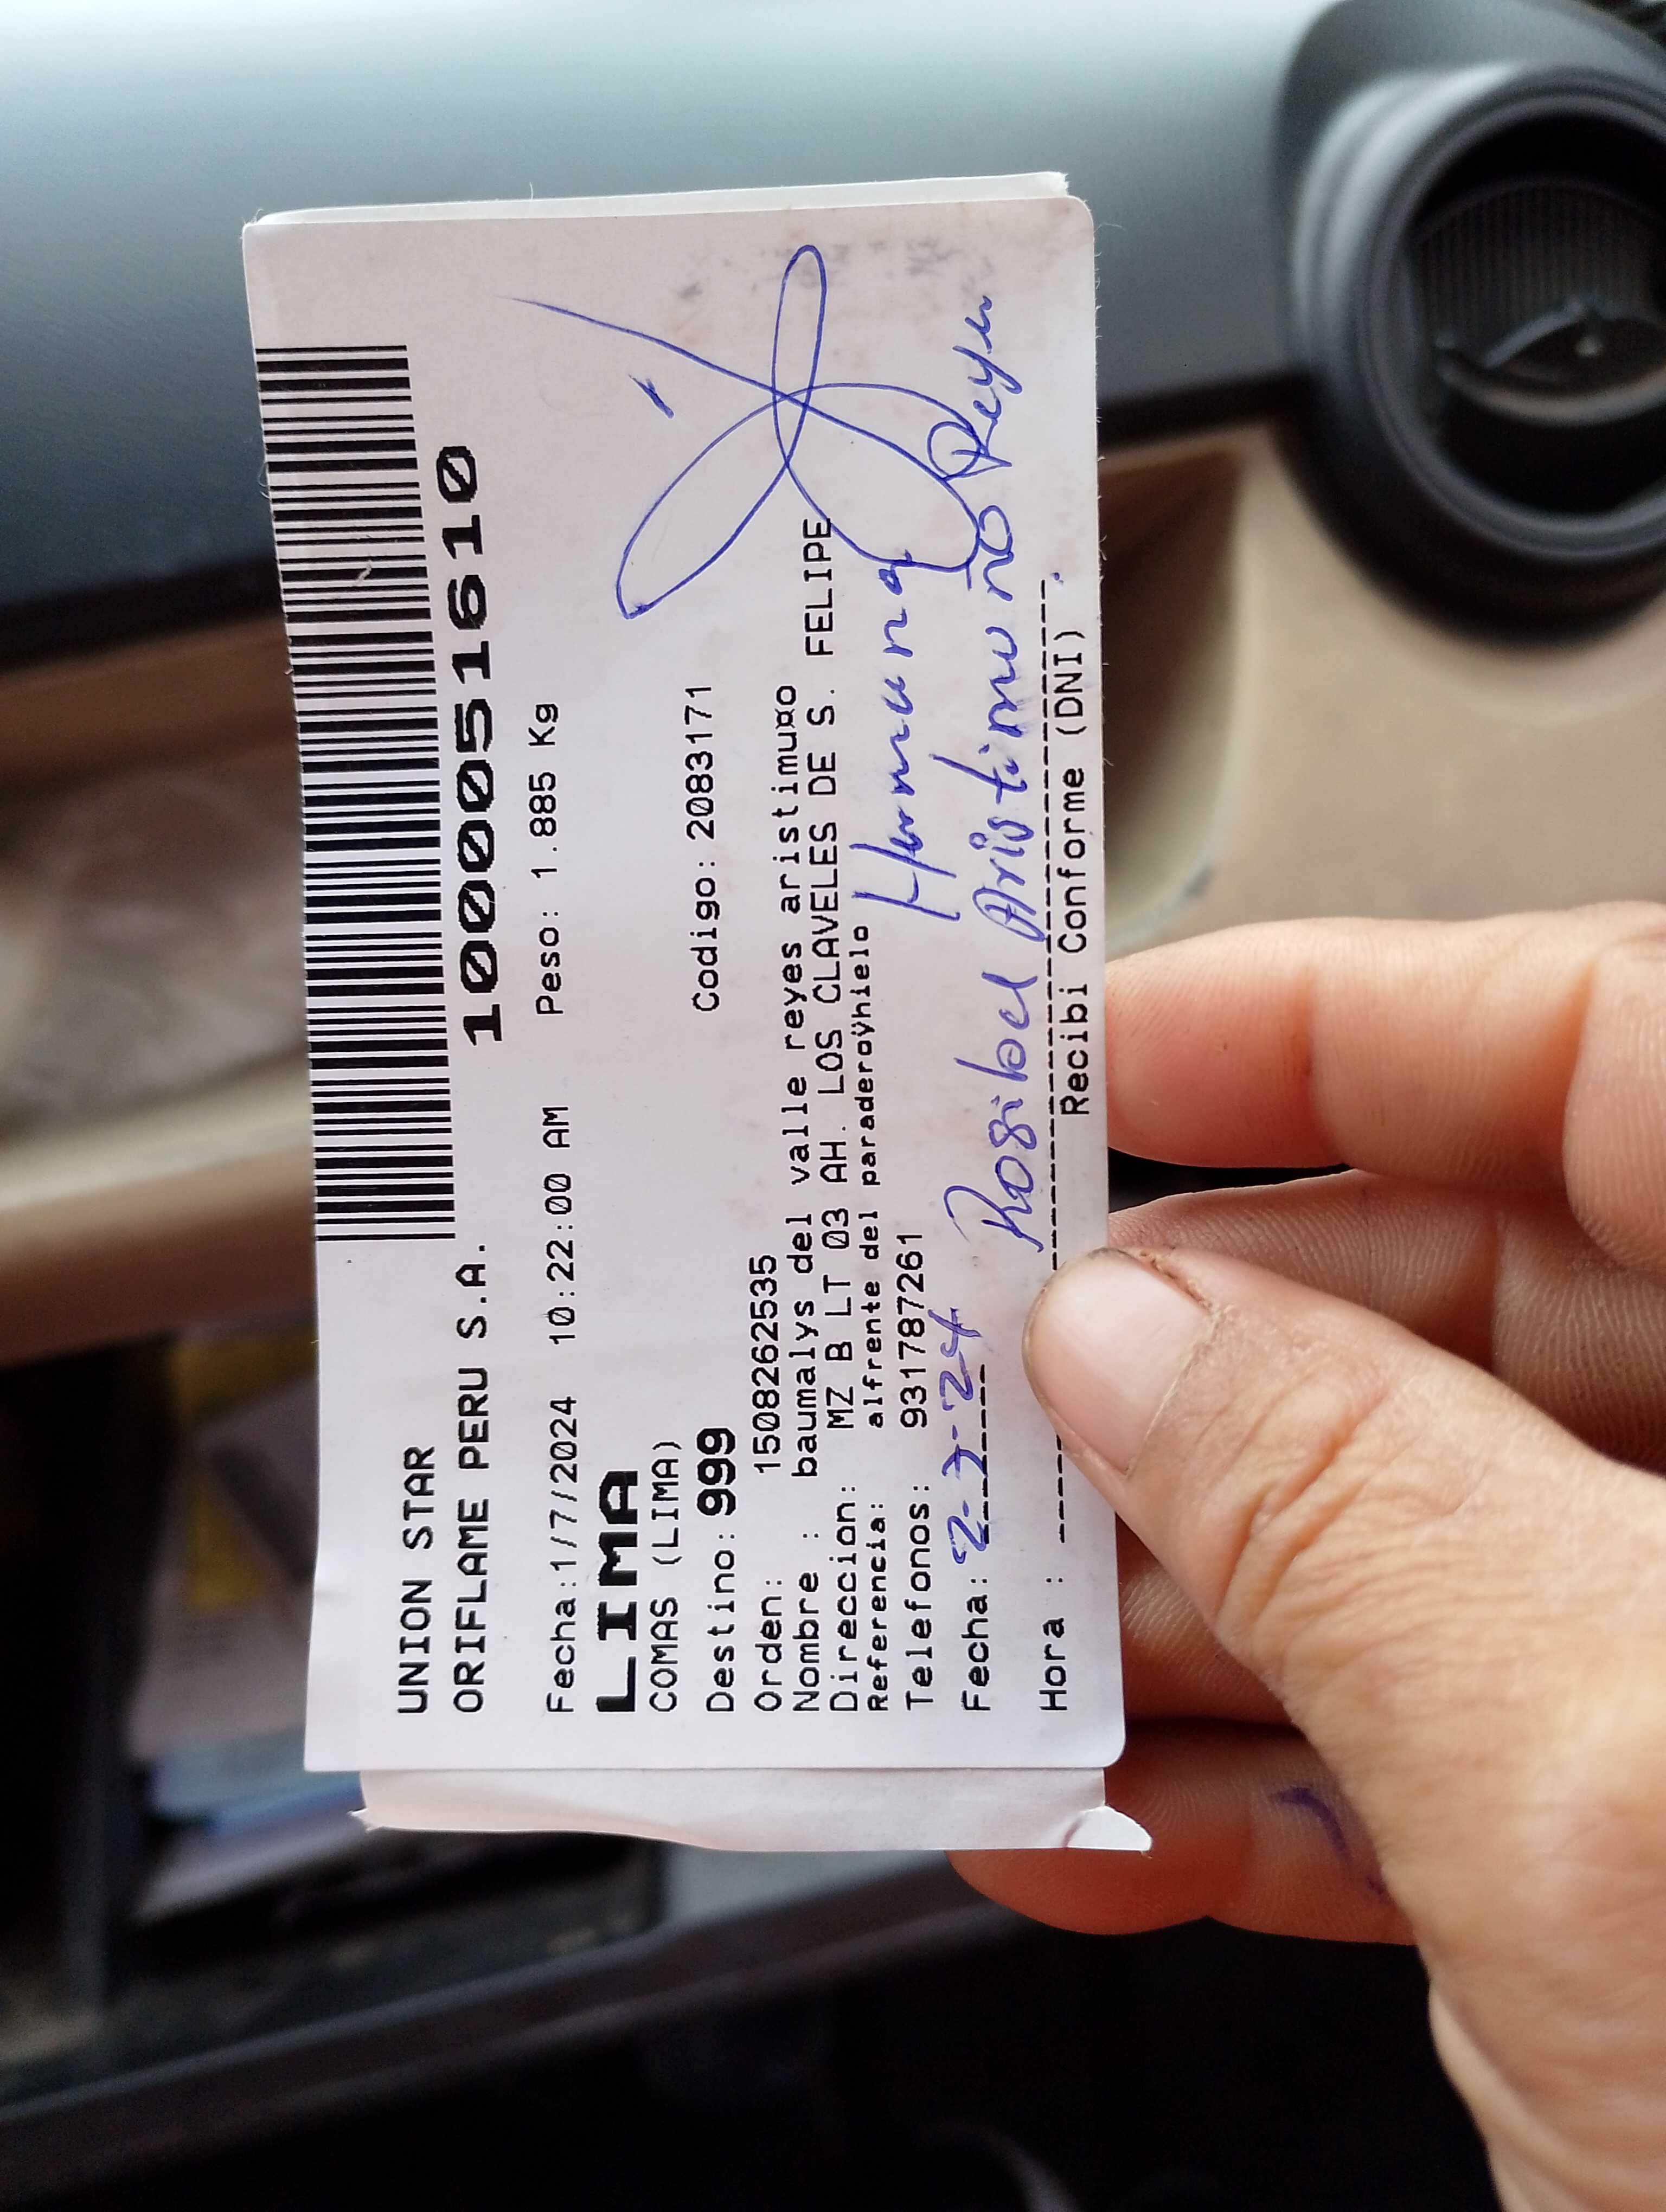 UNION STAR
ORIFLAME PERU S.A.
1000051610
Fecha:1/7/2024 10:22:00 AM Peso: 1.885 Kg
LIMA
COMAS (LIMA)
Destino: 999 Codigo: 2083171
Orden: 1508262535
Nombre : baumalys del valle reyes aristimu¤o
Direccion: MZ B LT 03 AH. LOS CLAVELES DE S. FELIPE
Referencia: alfrente del paraderoÿhielo
Telefonos: 931787261
Hermana
Fecha: 2-7-24
Rosibel Aristimuño Reyes
Hora :
Recibi Conforme (DNI)